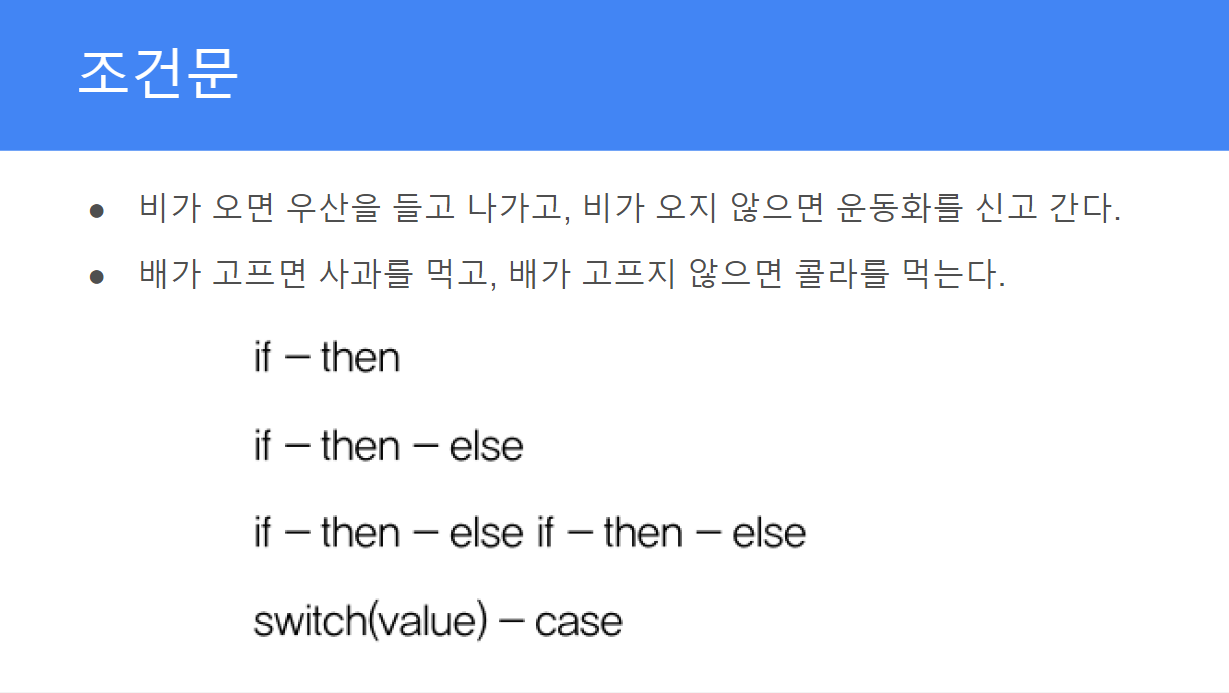 조건문
● 비가 오면 우산을 들고 나가고, 비가 오지 않으면 운동화를 신고 간다.
● 배가 고프면 사과를 먹고, 배가 고프지 않으면 콜라를 먹는다.
if – then
if – then – else
if – then – else if – then – else
switch(value) – case